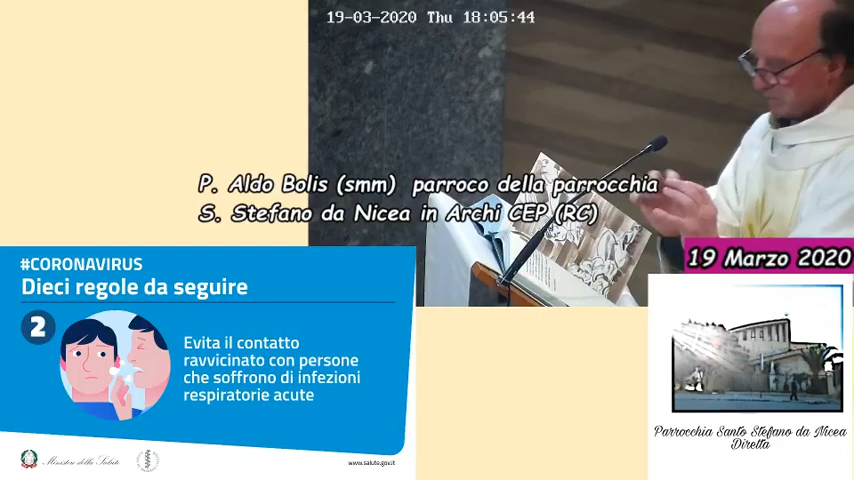 19-03-2020 Thu 18:05:44
P. Aldo Bolis (smm) parroco della parrocchia
S. Stefano da Nicea in Archi CEP (RC)
19 Marzo 2020
#CORONAVIRUS
Dieci regole da seguire
2
Evita il contatto
ravvicinato con persone
che soffrono di infezioni
respiratorie acute
Ministero della Salute
www.salute.gov.it
Parrocchia Santo Stefano da Nicea
Diretta